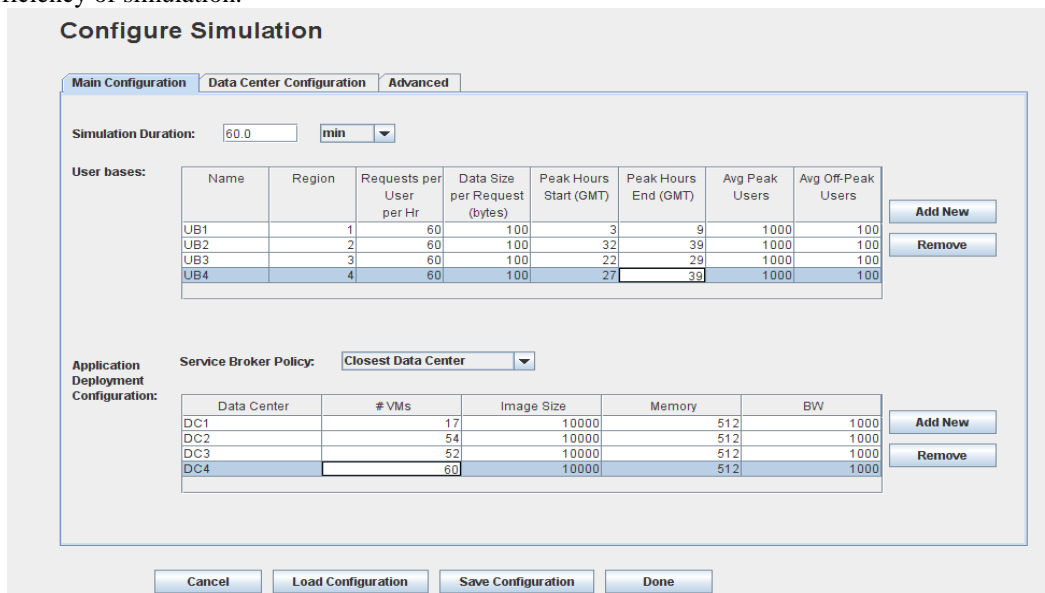 ficiency of simulation.
Configure Simulation
Main Configuration Data Center Configuration Advanced
Simulation Duration: 60.0 min
User bases:
Name Region Requests per User per Hr Data Size per Request (bytes) Peak Hours Start (GMT) Peak Hours End (GMT) Avg Peak Users Avg Off-Peak Users
UB1 1 60 100 3 9 1000 100
UB2 2 60 100 32 39 1000 100
UB3 3 60 100 22 29 1000 100
UB4 4 60 100 27 39 1000 100
Add New
Remove
Application Deployment Configuration:
Service Broker Policy: Closest Data Center
Data Center # VMs Image Size Memory BW
DC1 17 10000 512 1000
DC2 54 10000 512 1000
DC3 52 10000 512 1000
DC4 60 10000 512 1000
Add New
Remove
Cancel Load Configuration Save Configuration Done